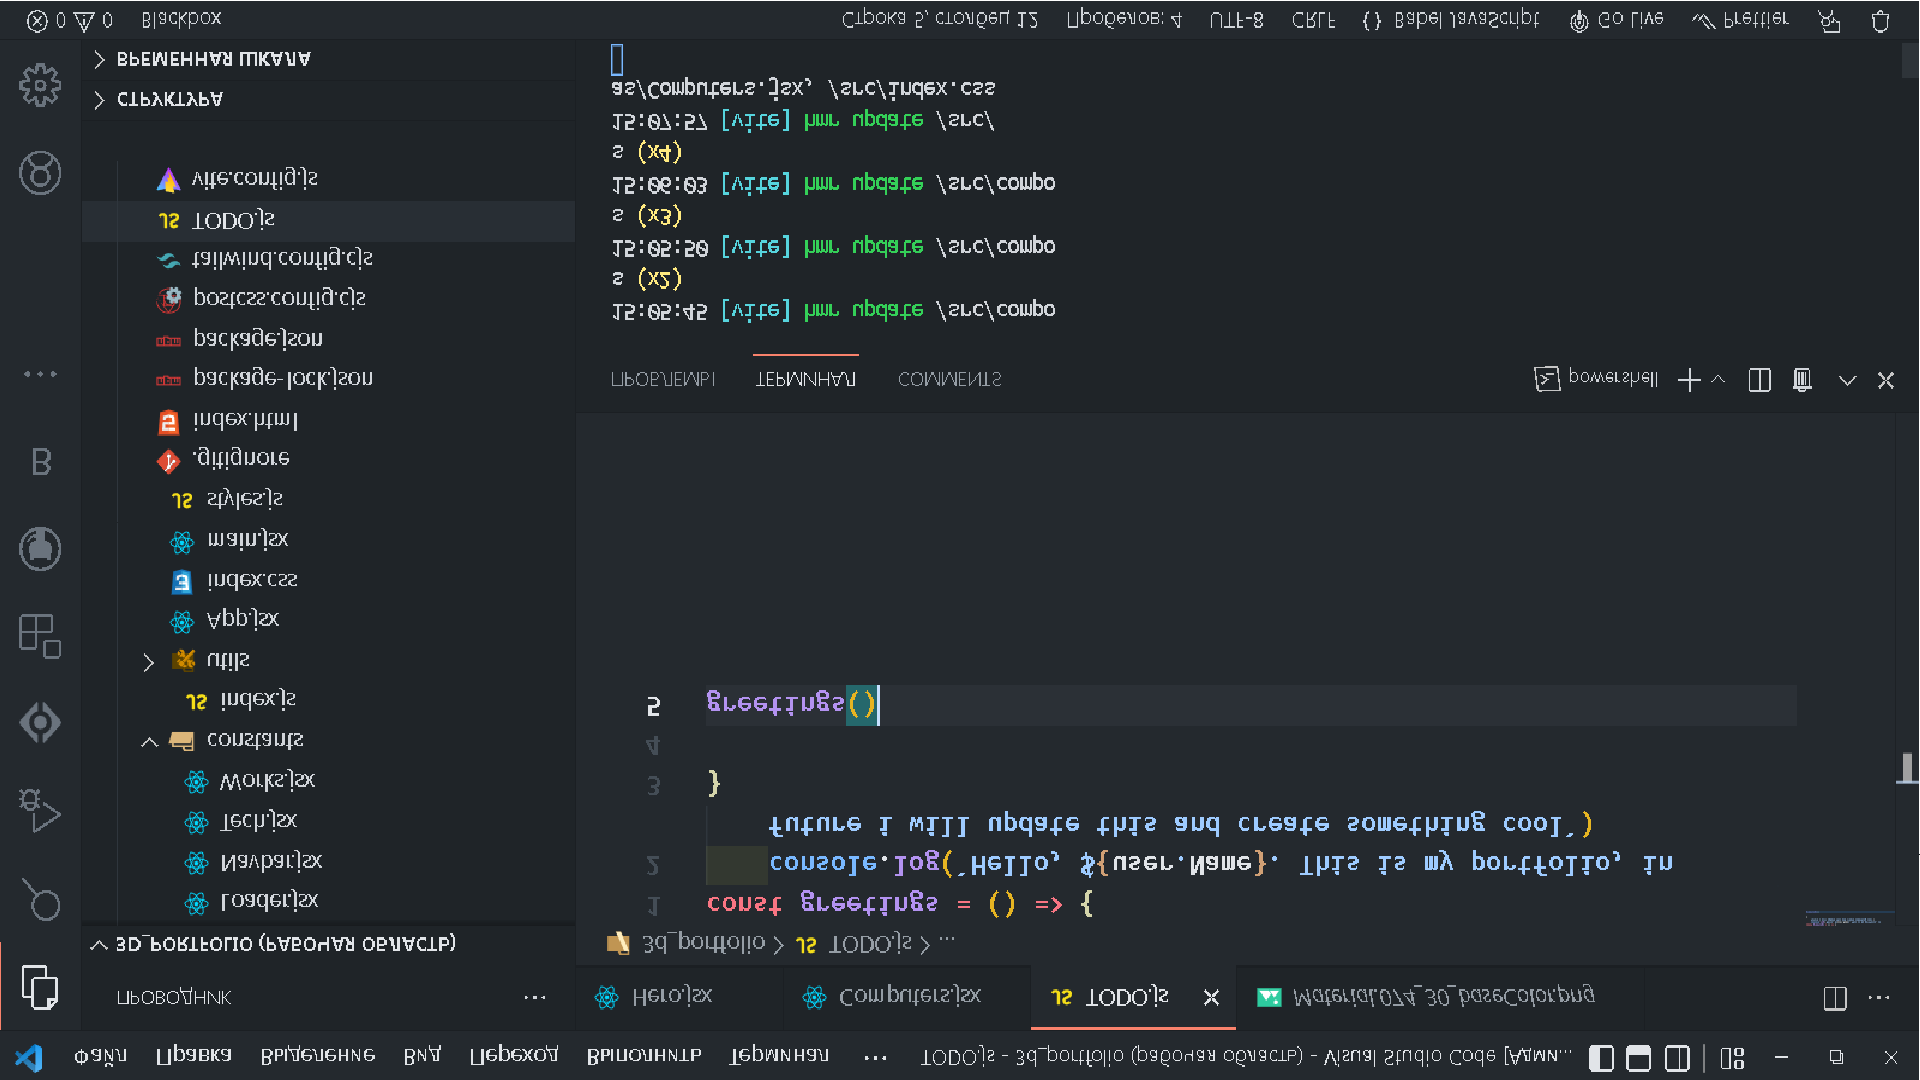 Файл Правка Выделение Вид Переход Выполнить Терминал ... TODO.js - 3d_portfolio (рабочая область) - Visual Studio Code [Адми...
ПРОВОДНИК ...
Hero.jsx Computers.jsx JS TODO.js Material.074_30_baseColor.png ...
3D_PORTFOLIO (РАБОЧАЯ ОБЛАСТЬ)
Loader.jsx
Navbar.jsx
Tech.jsx
Works.jsx
constants
JS index.js
utils
App.jsx
index.css
main.jsx
JS styles.js
.gitignore
index.html
package-lock.json
package.json
postcss.config.cjs
tailwind.config.cjs
JS TODO.js
vite.config.js
СТРУКТУРА
ВРЕМЕННАЯ ШКАЛА
3d_portfolio > JS TODO.js > ...
1 const greetings = () => {
2 console.log(`Hello, ${user.Name}. This is my portfolio, in
future i will update this and create something cool`)
3 }
4
5 greetings()
ПРОБЛЕМЫ ТЕРМИНАЛ COMMENTS powershell
15:05:45 [vite] hmr update /src/compo
s (x2)
15:05:50 [vite] hmr update /src/compo
s (x3)
15:06:03 [vite] hmr update /src/compo
s (x4)
15:07:57 [vite] hmr update /src/
as/Computers.jsx, /src/index.css
0 0 Blackbox Строка 5, столбец 12 Пробелов: 4 UTF-8 CRLF {} Babel JavaScript Go Live Prettier
B